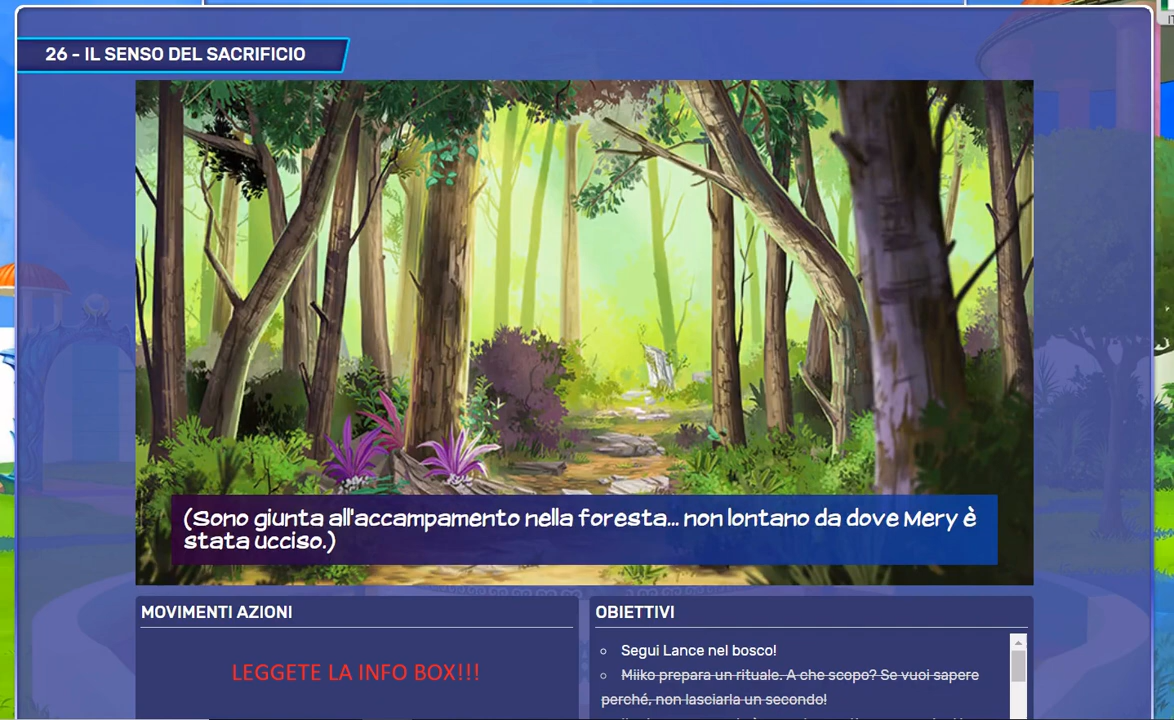 26 - IL SENSO DEL SACRIFICIO
(Sono giunta all'accampamento nella foresta... non lontano da dove Mery è
stata ucciso.)
MOVIMENTI AZIONI
LEGGETE LA INFO BOX!!!
OBIETTIVI
Segui Lance nel bosco!
Miiko prepara un rituale. A che scopo? Se vuoi sapere
perché, non lasciarla un secondo!